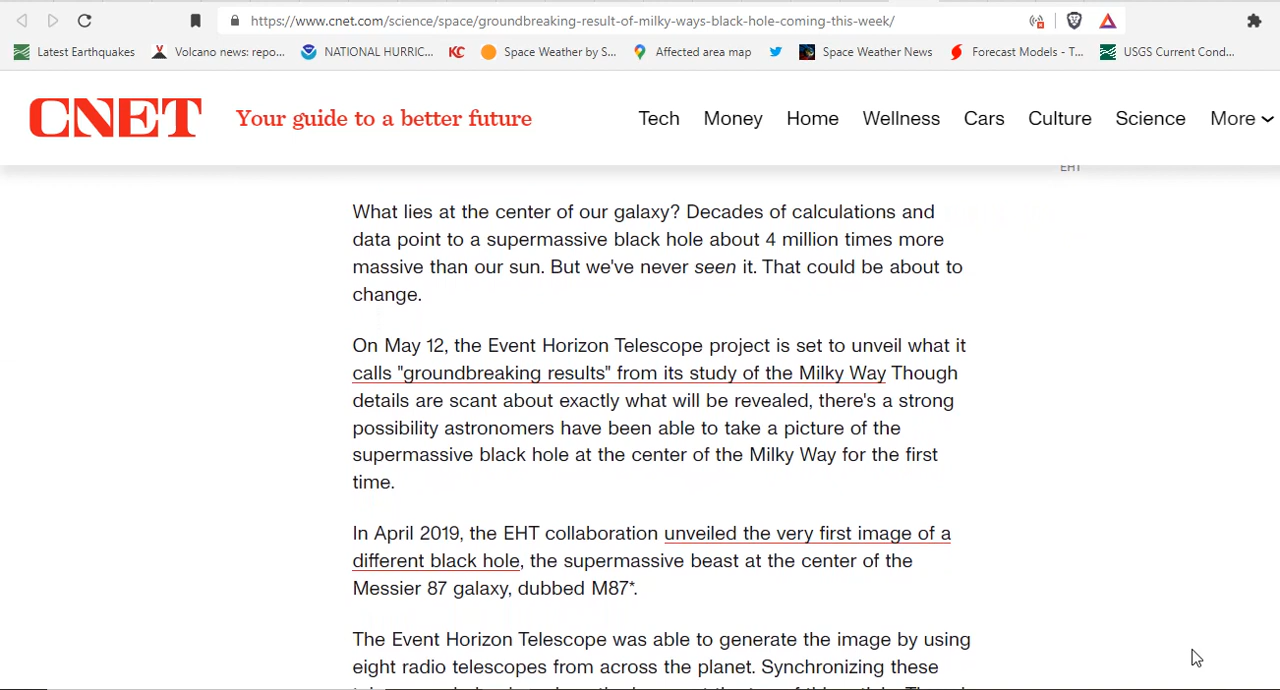 https://www.cnet.com/science/space/groundbreaking-result-of-milky-ways-black-hole-coming-this-week/
Latest Earthquakes Volcano news: repo... NATIONAL HURRIC... KC Space Weather by S... Affected area map Space Weather News Forecast Models - T... USGS Current Cond...
CNET Your guide to a better future Tech Money Home Wellness Cars Culture Science More
EHT
What lies at the center of our galaxy? Decades of calculations and
data point to a supermassive black hole about 4 million times more
massive than our sun. But we've never seen it. That could be about to
change.
On May 12, the Event Horizon Telescope project is set to unveil what it
calls "groundbreaking results" from its study of the Milky Way Though
details are scant about exactly what will be revealed, there's a strong
possibility astronomers have been able to take a picture of the
supermassive black hole at the center of the Milky Way for the first
time.
In April 2019, the EHT collaboration unveiled the very first image of a
different black hole, the supermassive beast at the center of the
Messier 87 galaxy, dubbed M87*.
The Event Horizon Telescope was able to generate the image by using
eight radio telescopes from across the planet. Synchronizing these